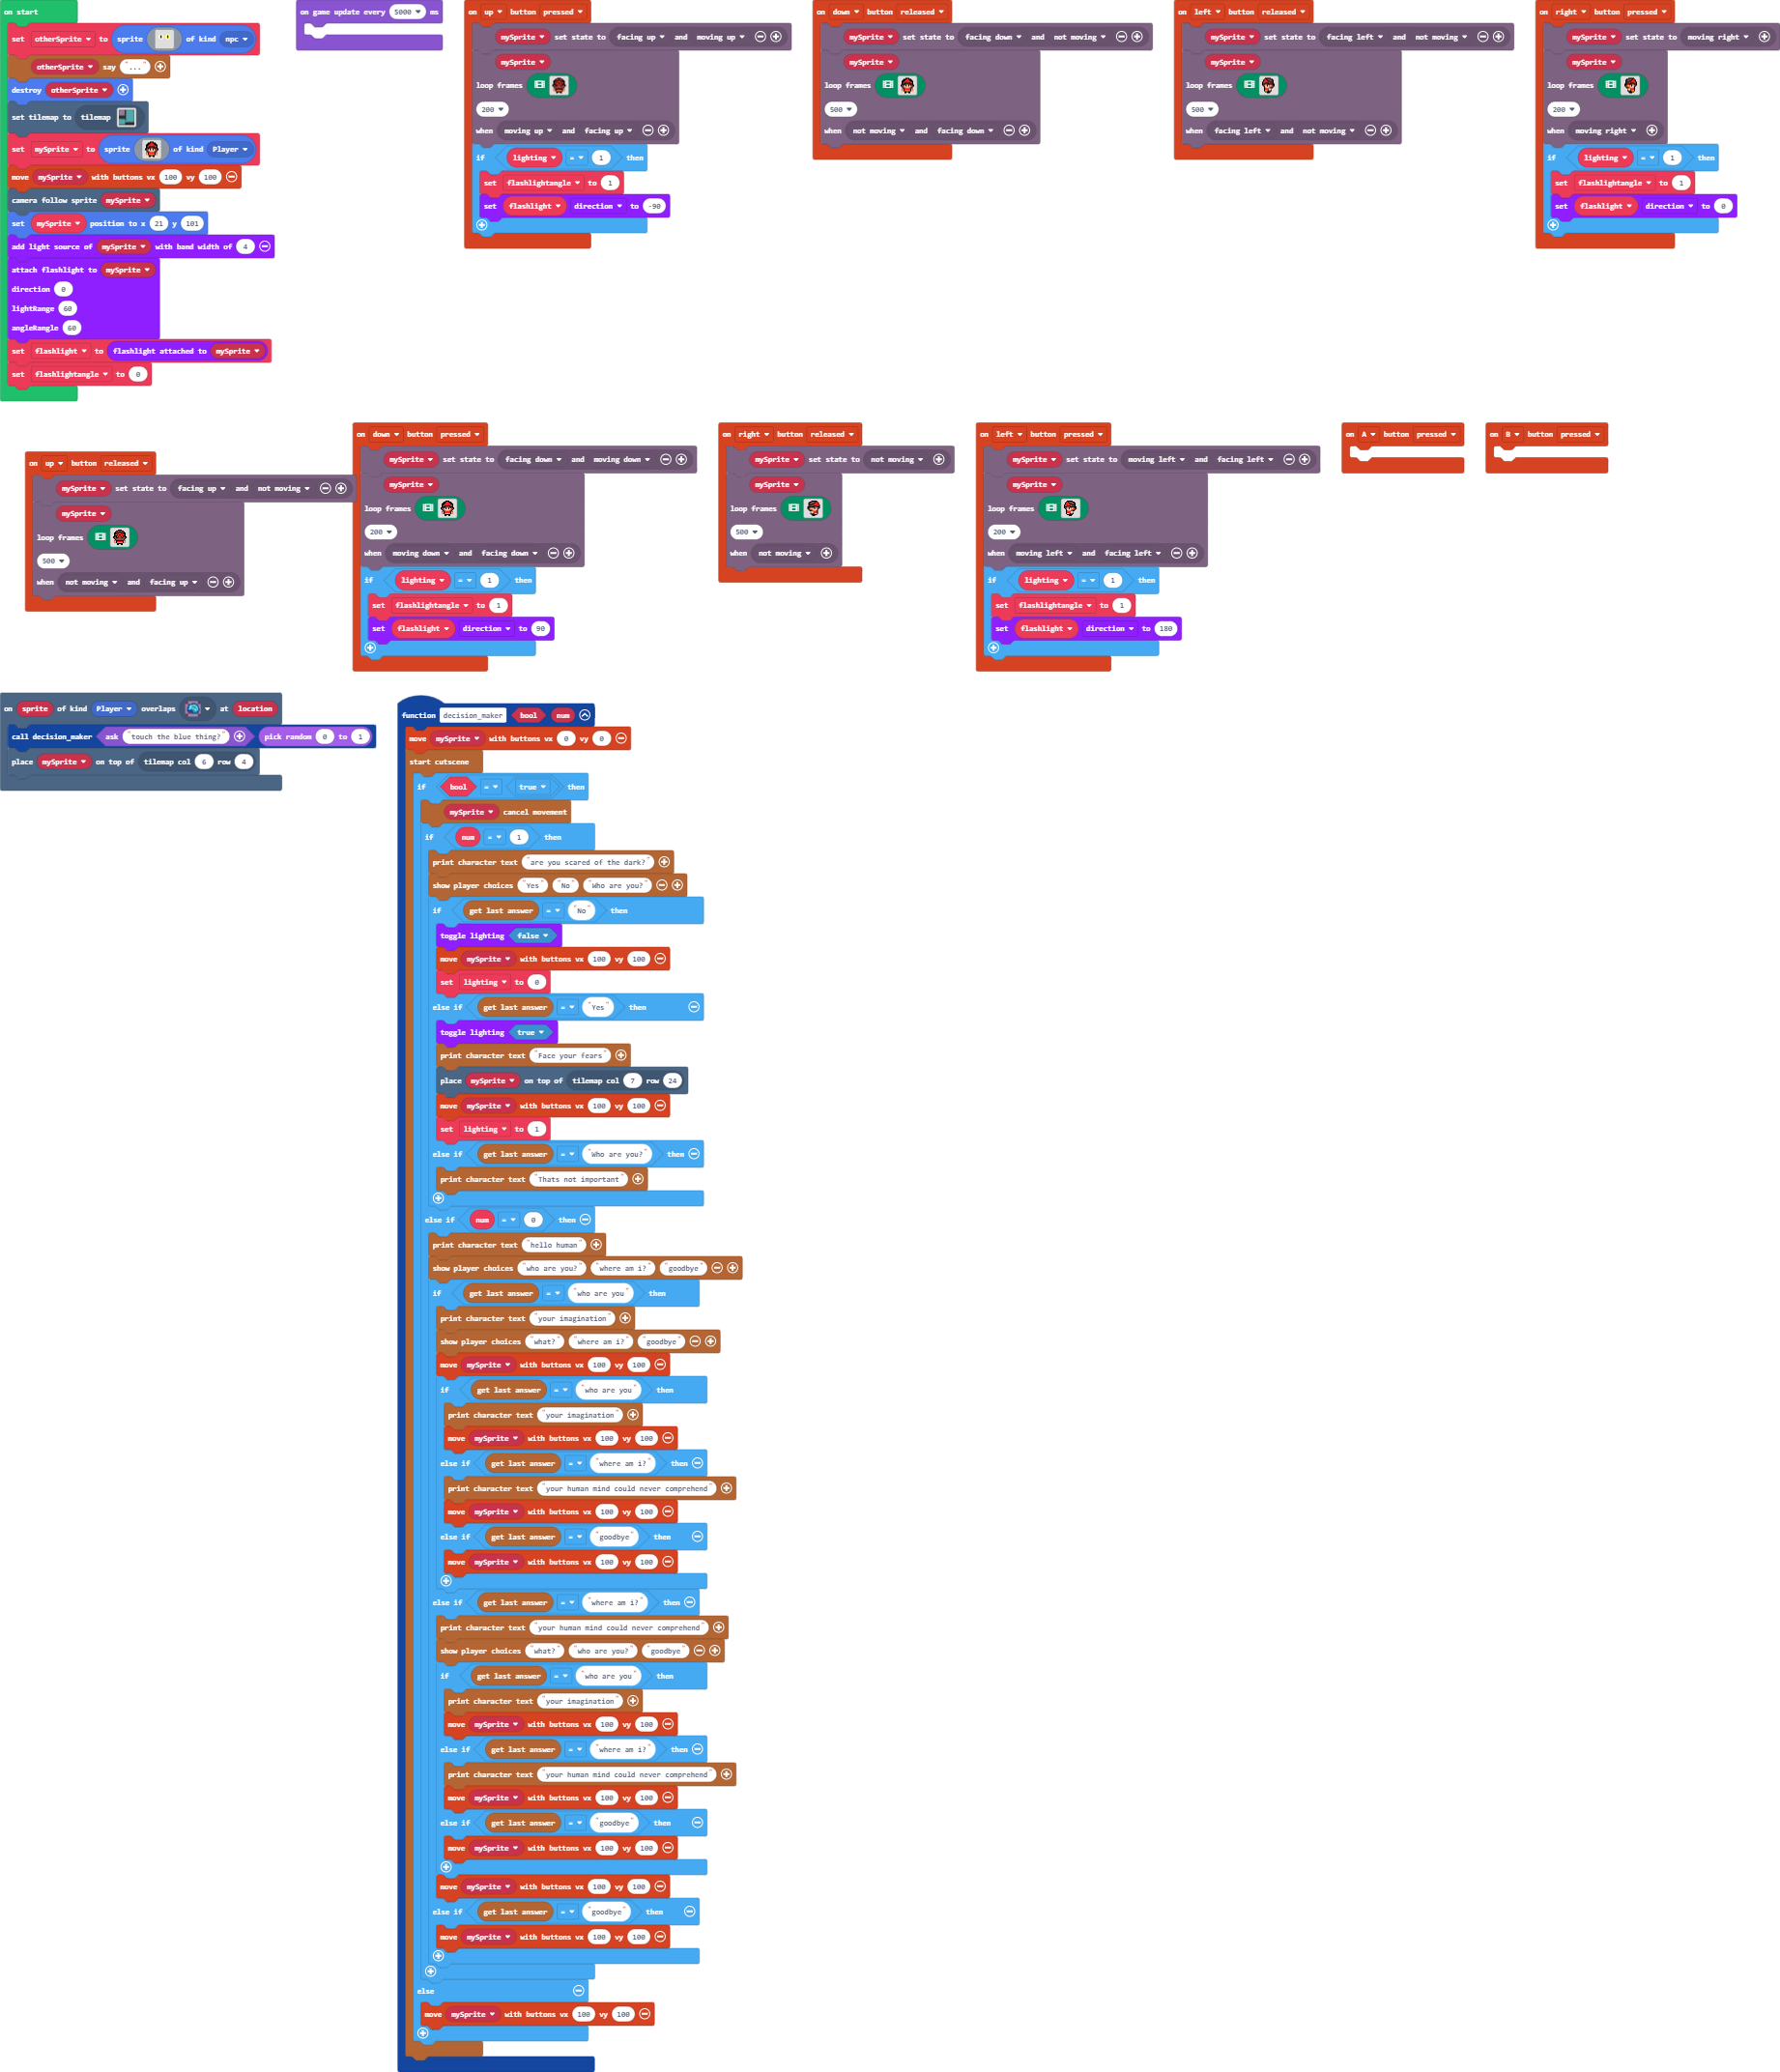 on start
set otherSprite to sprite of kind npc
otherSprite say "..."
destroy otherSprite
set tilemap to tilemap
set mySprite to sprite of kind Player
move mySprite with buttons vx 100 vy 100
camera follow sprite mySprite
set mySprite position to x 21 y 101
add light source of mySprite with band width of 4
attach flashlight to mySprite
direction 0
lightRange 60
angleRangle 60
set flashlight to flashlight attached to mySprite
set flashlightangle to 0
on game update every 5000 ms
on up button pressed
mySprite set state to facing up and moving up
mySprite
loop frames
200
when moving up and facing up
if lighting = 1 then
set flashlightangle to 1
set flashlight direction to -90
on down button released
mySprite set state to facing down and not moving
mySprite
loop frames
500
when not moving and facing down
on left button released
mySprite set state to facing left and not moving
mySprite
loop frames
500
when facing left and not moving
on right button pressed
mySprite set state to moving right
mySprite
loop frames
200
when moving right
if lighting = 1 then
set flashlightangle to 1
set flashlight direction to 0
on up button released
mySprite set state to facing up and not moving
mySprite
loop frames
500
when not moving and facing up
on down button pressed
mySprite set state to facing down and moving down
mySprite
loop frames
200
when moving down and facing down
if lighting = 1 then
set flashlightangle to 1
set flashlight direction to 90
on right button released
mySprite set state to not moving
mySprite
loop frames
500
when not moving
on left button pressed
mySprite set state to moving left and facing left
mySprite
loop frames
200
when moving left and facing left
if lighting = 1 then
set flashlightangle to 1
set flashlight direction to 180
on A button pressed
on B button pressed
on sprite of kind Player overlaps at location
call decision_maker ask "touch the blue thing?" pick random 0 to 1
place mySprite on top of tilemap col 6 row 4
function decision_maker bool num
move mySprite with buttons vx 0 vy 0
start cutscene
if bool = true then
mySprite cancel movement
if num = 1 then
print character text "are you scared of the dark?"
show player choices "Yes" "No" "Who are you?"
if get last answer = "No" then
toggle lighting false
move mySprite with buttons vx 100 vy 100
set lighting to 0
else if get last answer = "Yes" then
toggle lighting true
print character text "Face your fears"
place mySprite on top of tilemap col 7 row 24
move mySprite with buttons vx 100 vy 100
set lighting to 1
else if get last answer = "Who are you?" then
print character text "Thats not important"
else if num = 0 then
print character text "hello human"
show player choices "who are you?" "where am i?" "goodbye"
if get last answer = "who are you" then
print character text "your imagination"
show player choices "what?" "where am i?" "goodbye"
move mySprite with buttons vx 100 vy 100
if get last answer = "who are you" then
print character text "your imagination"
move mySprite with buttons vx 100 vy 100
else if get last answer = "where am i?" then
print character text "your human mind could never comprehend"
move mySprite with buttons vx 100 vy 100
else if get last answer = "goodbye" then
move mySprite with buttons vx 100 vy 100
else if get last answer = "where am i?" then
print character text "your human mind could never comprehend"
show player choices "what?" "who are you?" "goodbye"
if get last answer = "who are you" then
print character text "your imagination"
move mySprite with buttons vx 100 vy 100
else if get last answer = "where am i?" then
print character text "your human mind could never comprehend"
move mySprite with buttons vx 100 vy 100
else if get last answer = "goodbye" then
move mySprite with buttons vx 100 vy 100
move mySprite with buttons vx 100 vy 100
else if get last answer = "goodbye" then
move mySprite with buttons vx 100 vy 100
else
move mySprite with buttons vx 100 vy 100